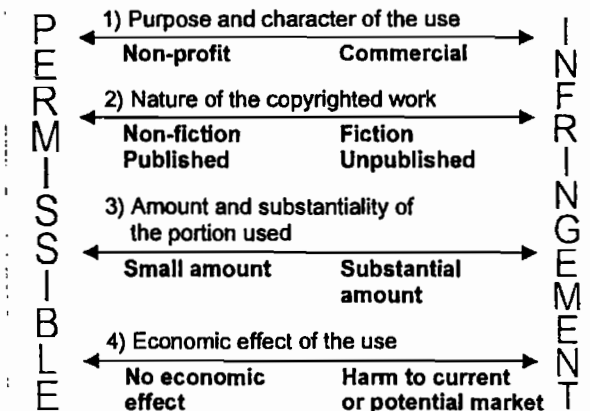 PERMISSIBLE
1) Purpose and character of the use
Non-profit Commercial
2) Nature of the copyrighted work
Non-fiction Fiction
Published Unpublished
3) Amount and substantiality of
the portion used
Small amount Substantial
amount
4) Economic effect of the use
No economic Harm to current
effect or potential market
INFRINGEMENT